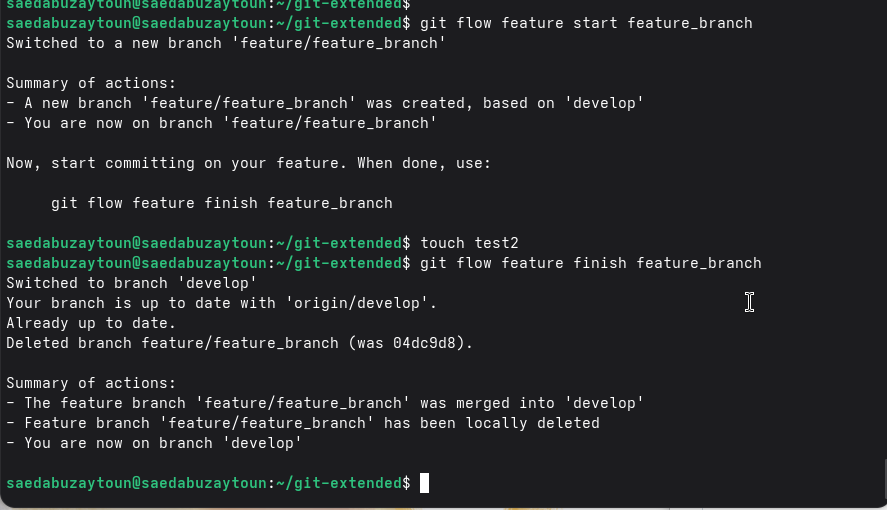 saedabuzaytoun@saedabuzaytoun:~/git-extended$
saedabuzaytoun@saedabuzaytoun:~/git-extended$ git flow feature start feature_branch
Switched to a new branch 'feature/feature_branch'
Summary of actions:
- A new branch 'feature/feature_branch' was created, based on 'develop'
- You are now on branch 'feature/feature_branch'
Now, start committing on your feature. When done, use:
git flow feature finish feature_branch
saedabuzaytoun@saedabuzaytoun:~/git-extended$ touch test2
saedabuzaytoun@saedabuzaytoun:~/git-extended$ git flow feature finish feature_branch
Switched to branch 'develop'
Your branch is up to date with 'origin/develop'.
Already up to date.
Deleted branch feature/feature_branch (was 04dc9d8).
Summary of actions:
- The feature branch 'feature/feature_branch' was merged into 'develop'
- Feature branch 'feature/feature_branch' has been locally deleted
- You are now on branch 'develop'
saedabuzaytoun@saedabuzaytoun:~/git-extended$